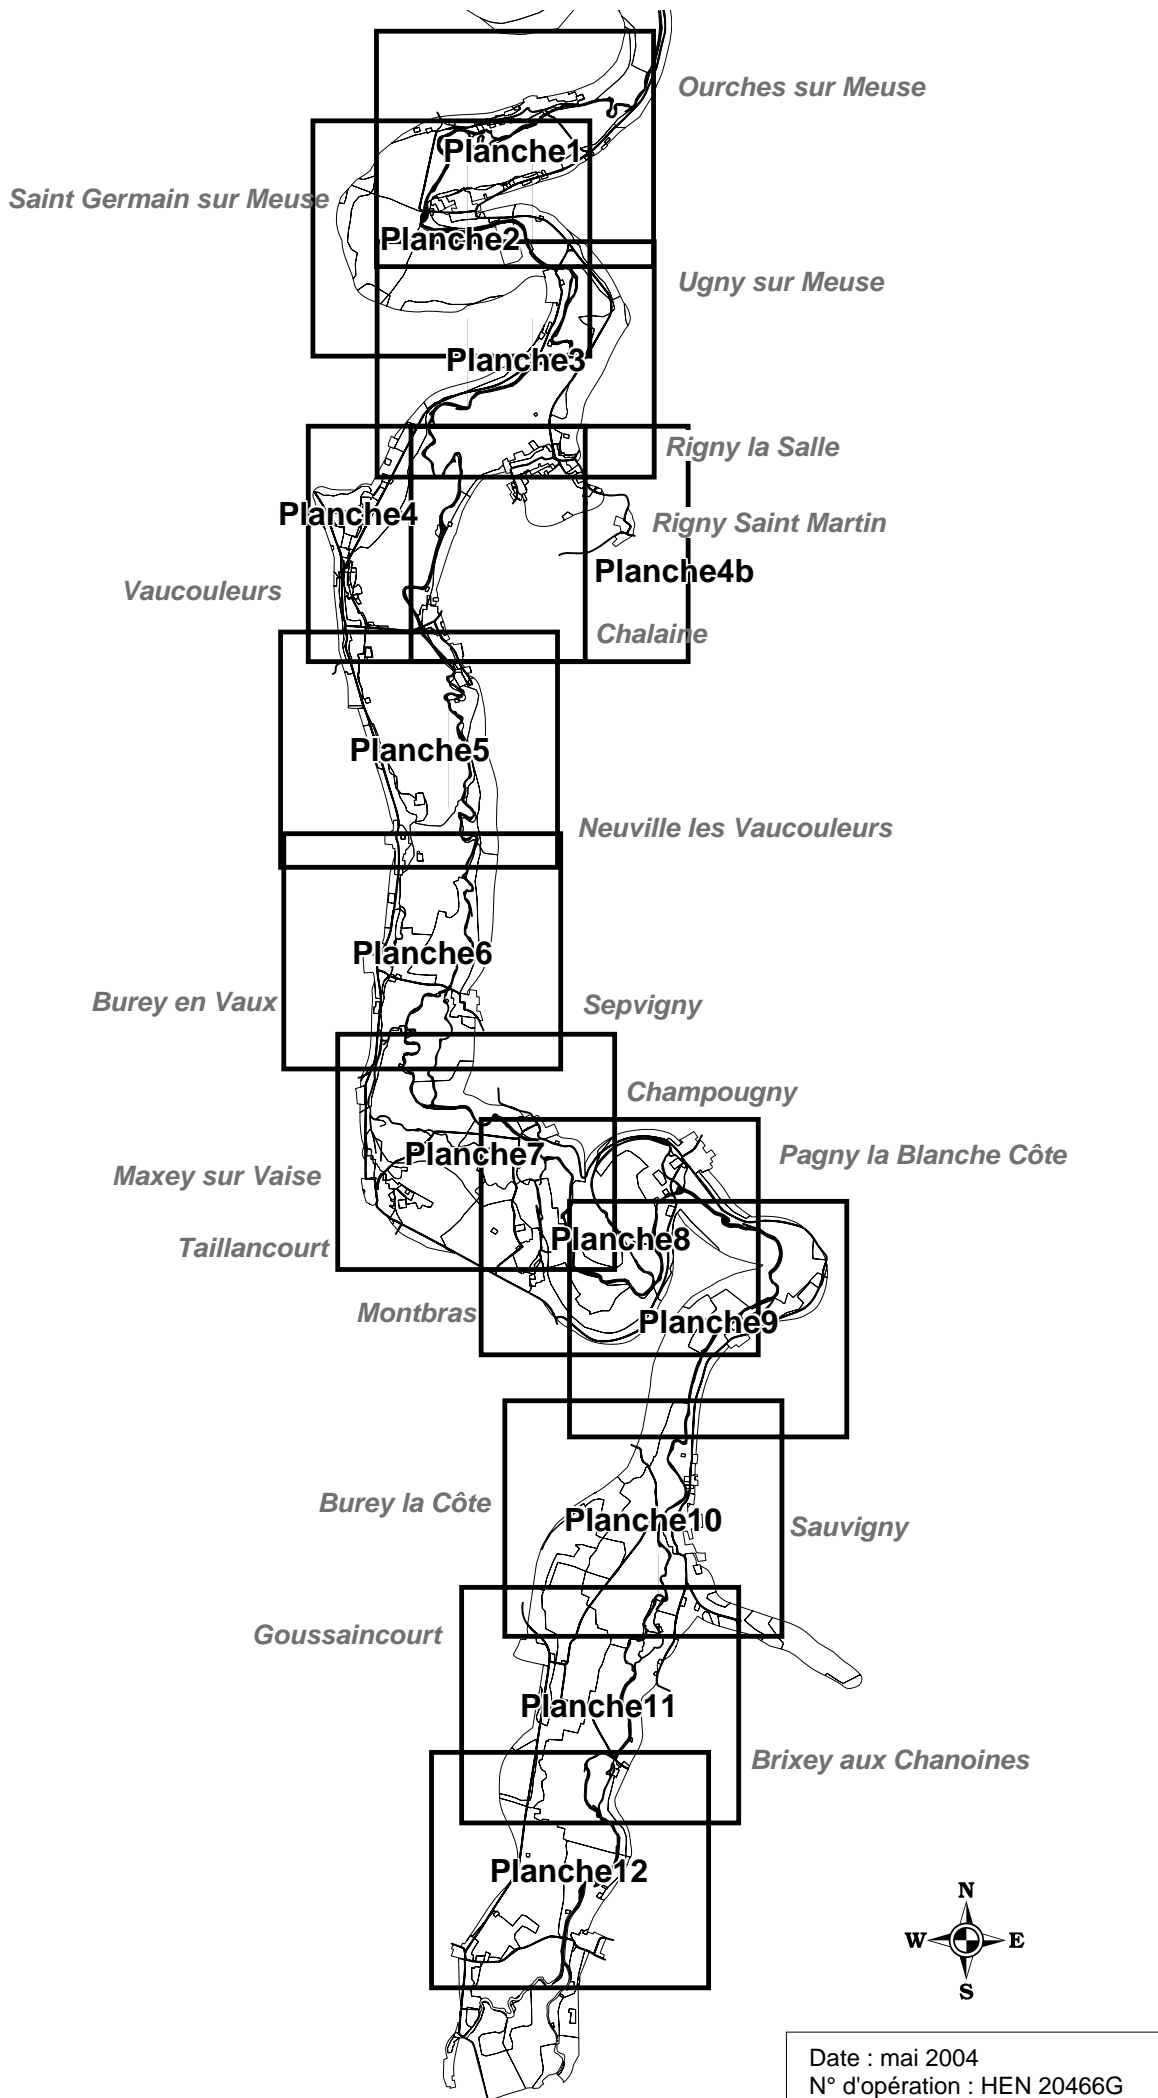 Ourches sur Meuse
Planche1
Saint Germain sur Meuse
Planche2
Ugny sur Meuse
Planche3
Rigny la Salle
Planche4
Rigny Saint Martin
Planche4b
Vaucouleurs
Chalaine
Planche5
Neuville les Vaucouleurs
Planche6
Burey en Vaux
Sepvigny
Champougny
Planche7
Pagny la Blanche Côte
Maxey sur Vaise
Planche8
Taillancourt
Montbras
Planche9
Burey la Côte
Planche10
Sauvigny
Goussaincourt
Planche11
Brixey aux Chanoines
Planche12
N
W E
S
Date : mai 2004
N° d'opération : HEN 20466G